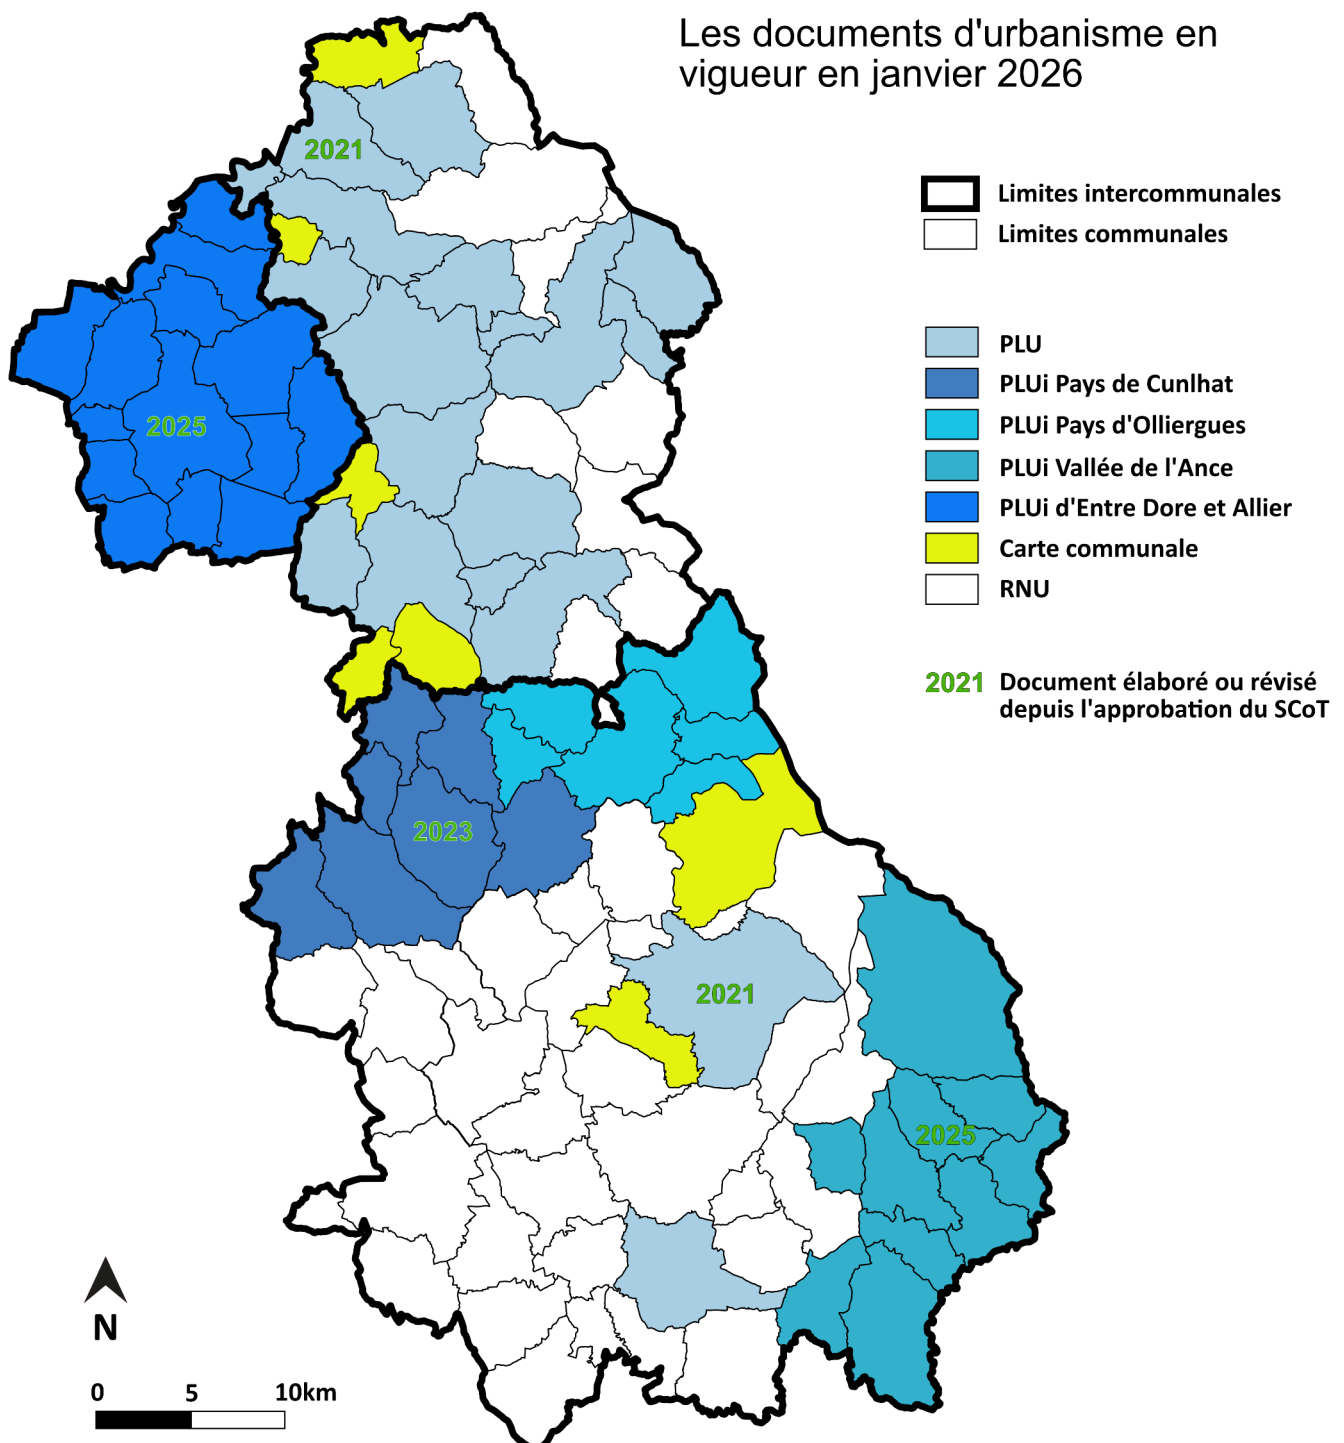 Les documents d'urbanisme en
vigueur en janvier 2026
2021
Limites intercommunales
Limites communales
PLU
PLUi Pays de Cunlhat
PLUi Pays d'Olliergues
PLUi Vallée de l'Ance
PLUi d'Entre Dore et Allier
Carte communale
RNU
2021 Document élaboré ou révisé
depuis l'approbation du SCoT
2025
2023
2021
2025
N
0 5 10km